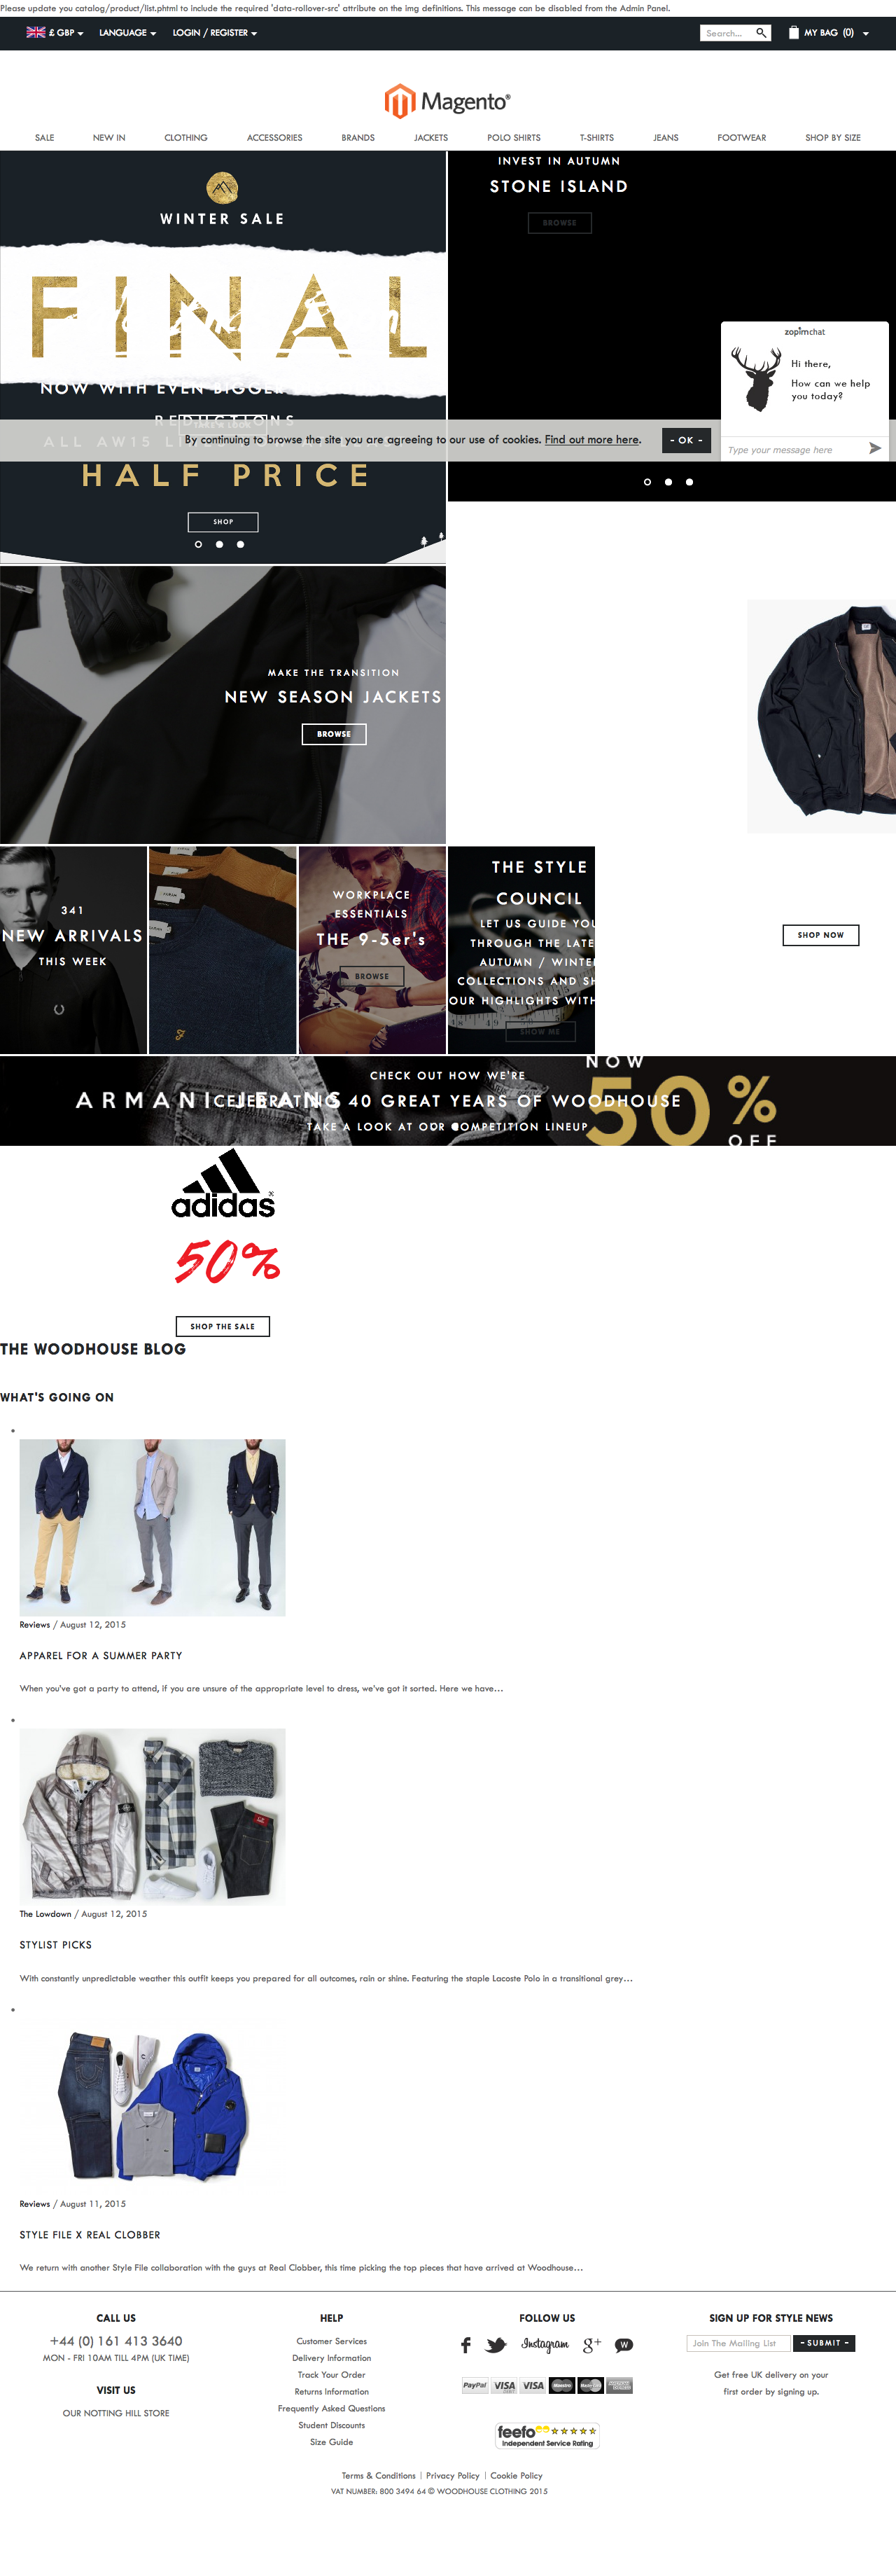 Please update you catalog/product/list.phtml to include the required 'data-rollover-src' attribute on the img definitions. This message can be disabled from the Admin Panel.
£ GBP LANGUAGE LOGIN / REGISTER Search... MY BAG (0)
Magento®
SALE NEW IN CLOTHING ACCESSORIES BRANDS JACKETS POLO SHIRTS T-SHIRTS JEANS FOOTWEAR SHOP BY SIZE
WINTER SALE
FINAL
NOW WITH EVEN BIGGER
REDUCTIONS
TAKE A LOOK
ALL AW15
HALF PRICE
SHOP
INVEST IN AUTUMN
STONE ISLAND
BROWSE
zopimchat
Hi there,
How can we help
you today?
Type your message here
By continuing to browse the site you are agreeing to our use of cookies. Find out more here.
- OK -
MAKE THE TRANSITION
NEW SEASON JACKETS
BROWSE
341
NEW ARRIVALS
THIS WEEK
WORKPLACE
ESSENTIALS
THE 9-5er's
BROWSE
THE STYLE
COUNCIL
LET US GUIDE YOU
THROUGH THE LATE
AUTUMN / WINTE
COLLECTIONS AND SH
OUR HIGHLIGHTS WITH
SHOW ME
SHOP NOW
ARMANI JEANS
CHECK OUT HOW WE'RE
CELEBRATING 40 GREAT YEARS OF WOODHOUSE
TAKE A LOOK AT OUR COMPETITION LINEUP
NOW
50%
OFF
adidas
50%
SHOP THE SALE
THE WOODHOUSE BLOG
WHAT'S GOING ON
Reviews / August 12, 2015
APPAREL FOR A SUMMER PARTY
When you've got a party to attend, if you are unsure of the appropriate level to dress, we've got it sorted. Here we have...
The Lowdown / August 12, 2015
STYLIST PICKS
With constantly unpredictable weather this outfit keeps you prepared for all outcomes, rain or shine. Featuring the staple Lacoste Polo in a transitional grey...
Reviews / August 11, 2015
STYLE FILE X REAL CLOBBER
We return with another Style File collaboration with the guys at Real Clobber, this time picking the top pieces that have arrived at Woodhouse...
CALL US
+44 (0) 161 413 3640
MON - FRI 10AM TILL 4PM (UK TIME)
VISIT US
OUR NOTTING HILL STORE
HELP
Customer Services
Delivery Information
Track Your Order
Returns information
Frequently Asked Questions
Student Discounts
Size Guide
FOLLOW US
Instagram
PayPal VISA VISA Maestro MasterCard
feefo
Independent Service Rating
SIGN UP FOR STYLE NEWS
Join The Mailing List
- SUBMIT -
Get free UK delivery on your
first order by signing up.
Terms & Conditions | Privacy Policy | Cookie Policy
VAT NUMBER: 800 3494 64 © WOODHOUSE CLOTHING 2015